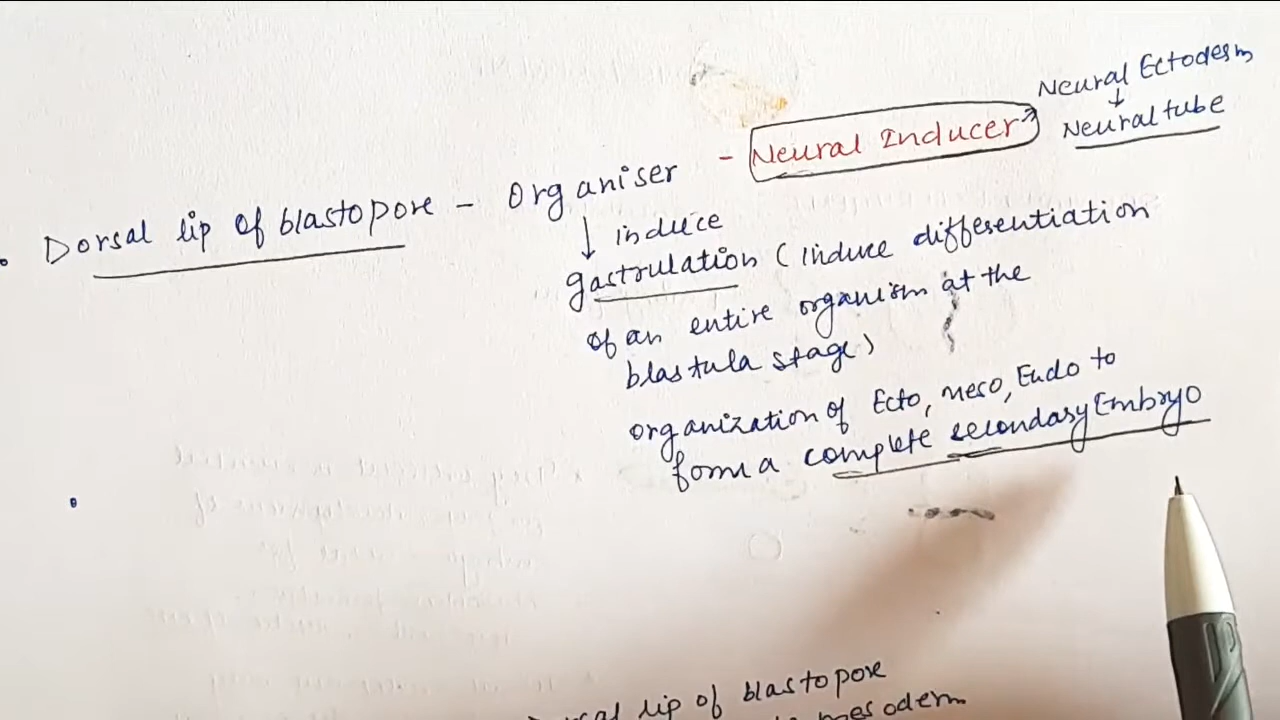 Neural Ectoderm
↓
Neural tube
• Dorsal lip of blastopore - Organiser - Neural Inducer
↓ induce
gastrulation (induce differentiation
of an entire organism at the
blastula stage)
organization of Ecto, meso, Endo to
form a complete secondary Embryo
•
lip of blastopore
mesoderm